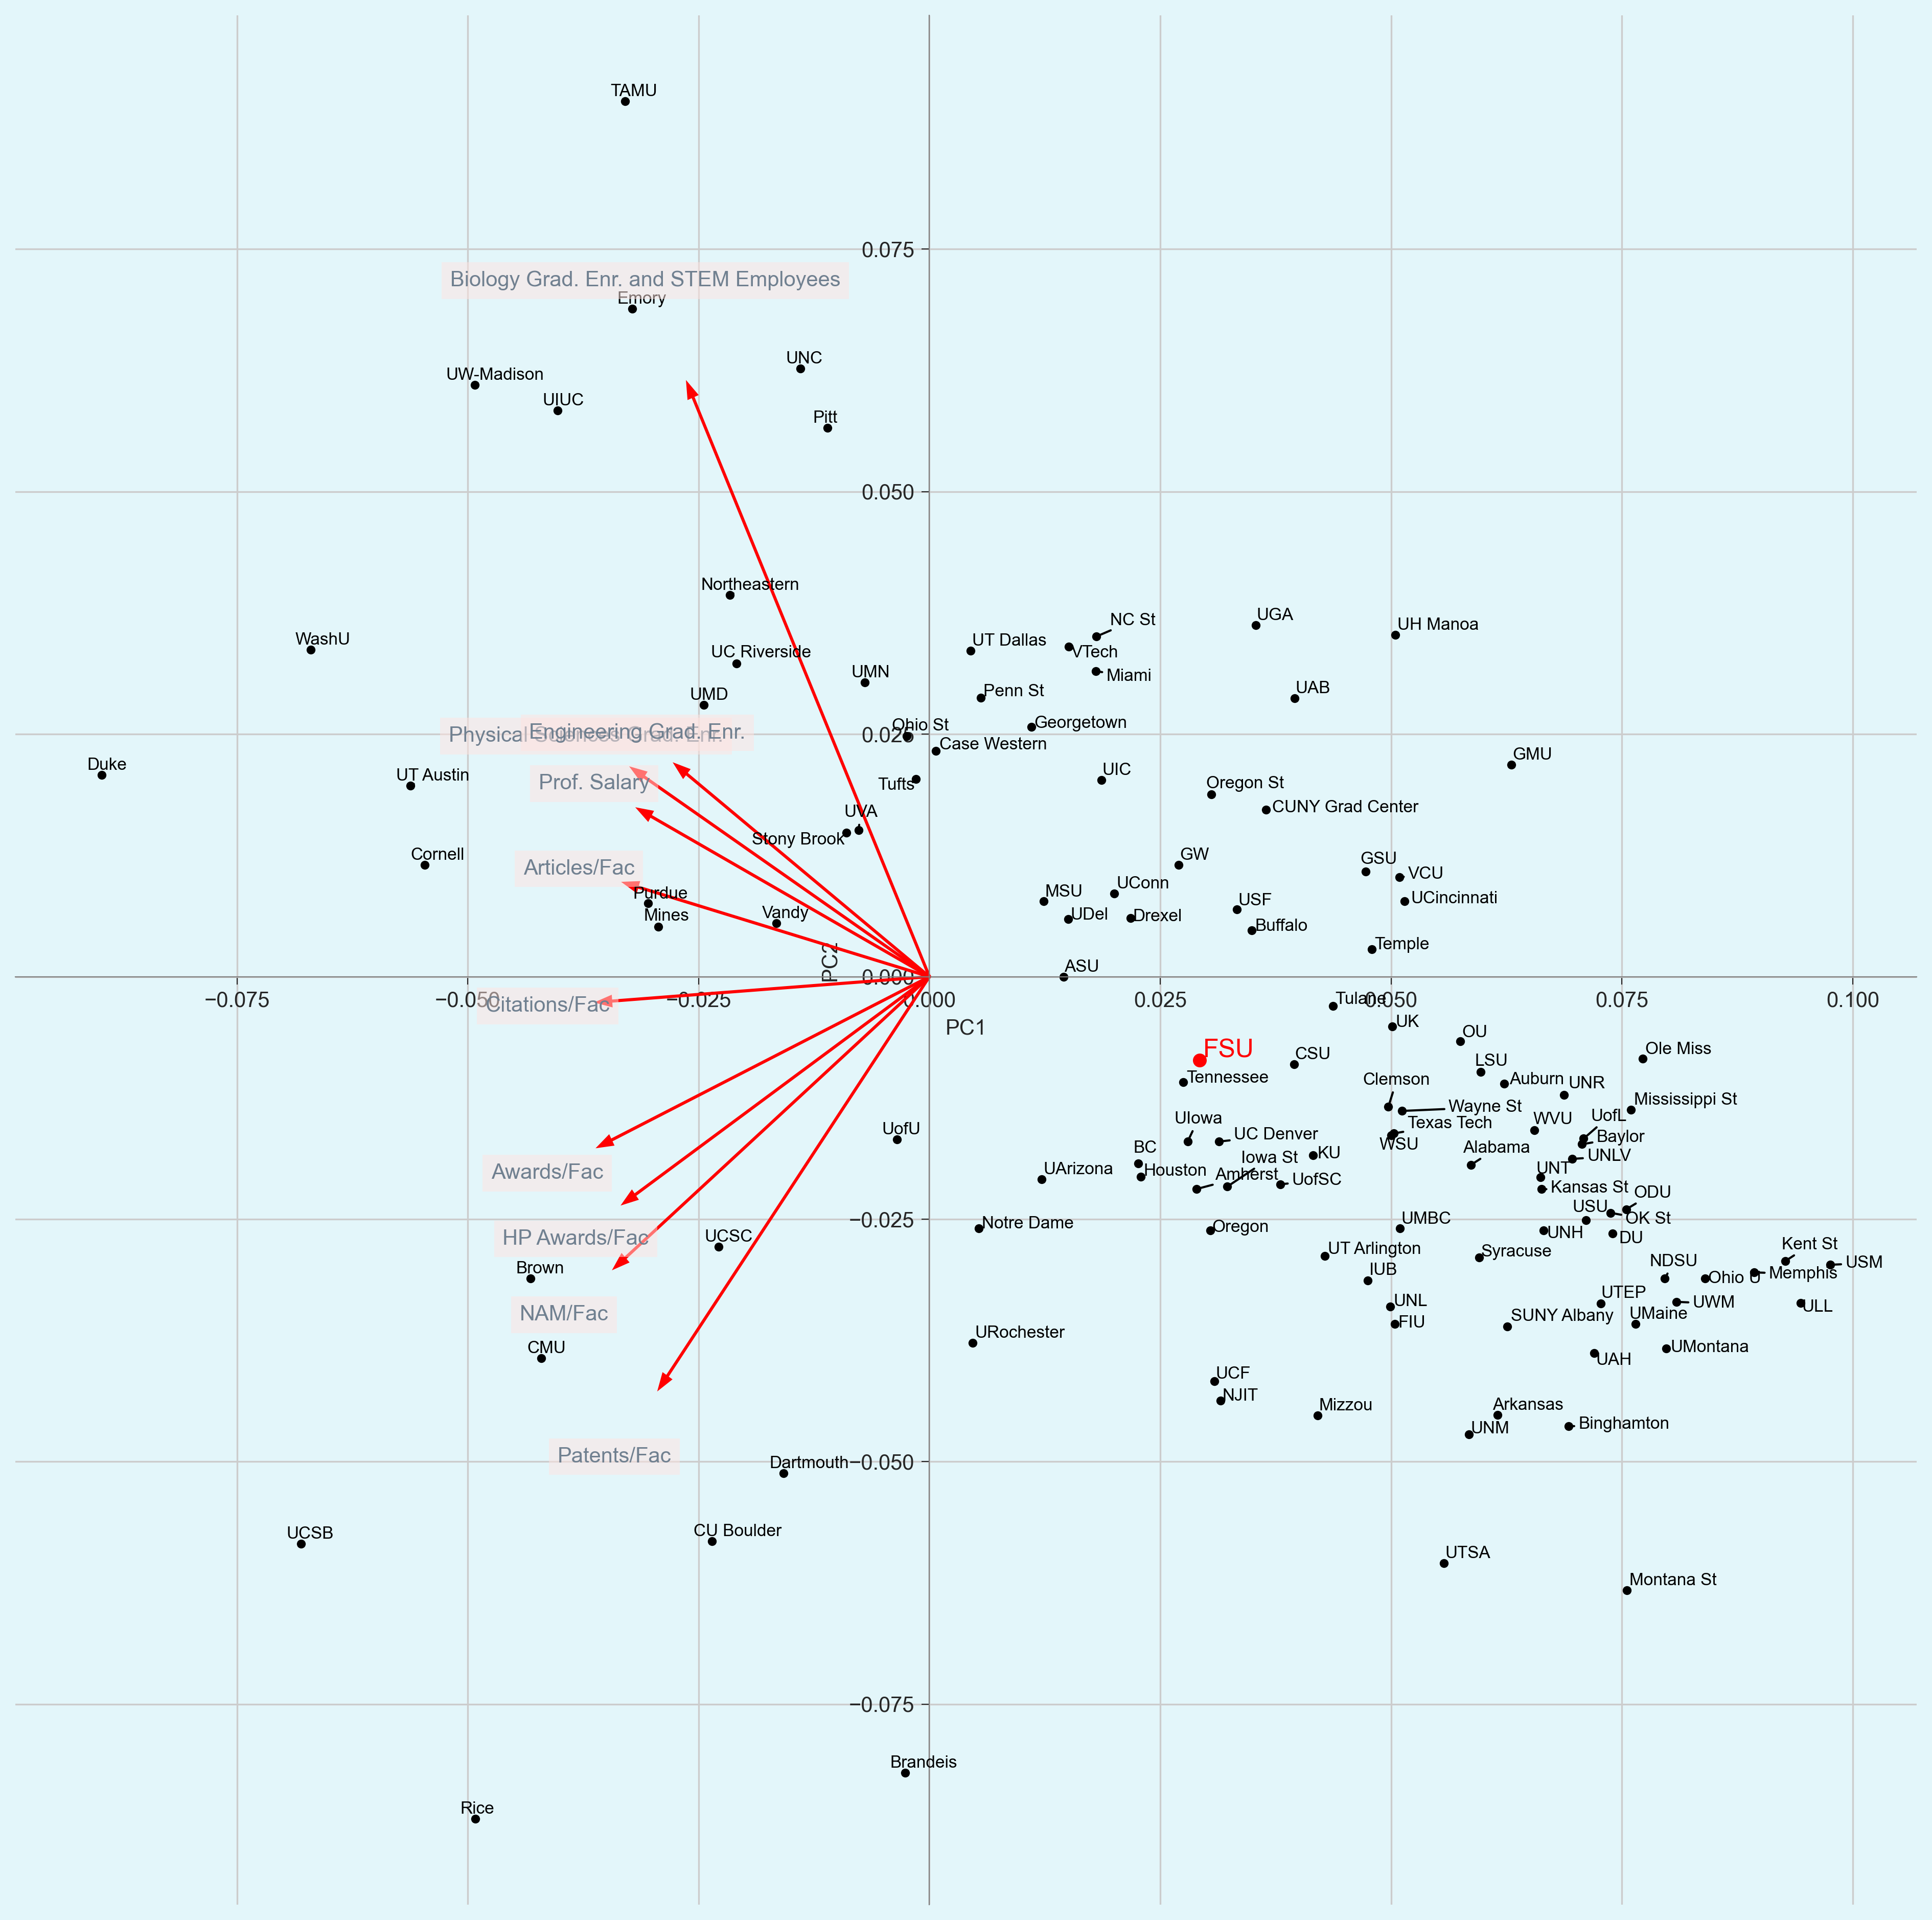 TAMU
0.075
Biology Grad. Enr. and STEM Employees
Emory
UNC
UW-Madison
UIUC
Pitt
0.050
Northeastern
NC St
UGA
UH Manoa
WashU
UT Dallas
UC Riverside
VTech
UMN
Miami
Penn St
UAB
UMD
Georgetown
Ohio St
Physical Sciences Grad. Enr.
Engineering Grad. Enr.
0.025
Case Western
GMU
Duke
UT Austin
UIC
Prof. Salary
Tufts
Oregon St
CUNY Grad Center
UVA
Stony Brook
Cornell
GW
GSU
Articles/Fac
VCU
Purdue
MSU
UConn
USF
UCincinnati
Mines
Vandy
UDel
Drexel
Buffalo
Temple
PC2
ASU
0.000
−0.075
−0.050
−0.025
0.000
0.025
0.050
0.075
0.100
Citations/Fac
Tulane
PC1
UK
OU
FSU
CSU
Ole Miss
LSU
Tennessee
Clemson
Auburn
UNR
Mississippi St
Wayne St
UIowa
Texas Tech
WVU
UofL
UofU
UC Denver
WSU
Baylor
BC
KU
Alabama
UNLV
Iowa St
Awards/Fac
UArizona
Houston
Amherst
UofSC
UNT
Kansas St
ODU
USU
OK St
Notre Dame
Oregon
UMBC
−0.025
HP Awards/Fac
UCSC
UNH
DU
UT Arlington
Syracuse
Kent St
Brown
IUB
NDSU
USM
Ohio U
Memphis
UTEP
UNL
UWM
ULL
NAM/Fac
SUNY Albany
UMaine
FIU
URochester
CMU
UMontana
UAH
UCF
NJIT
Mizzou
Arkansas
Binghamton
UNM
Patents/Fac
Dartmouth
−0.050
UCSB
CU Boulder
UTSA
Montana St
−0.075
Brandeis
Rice